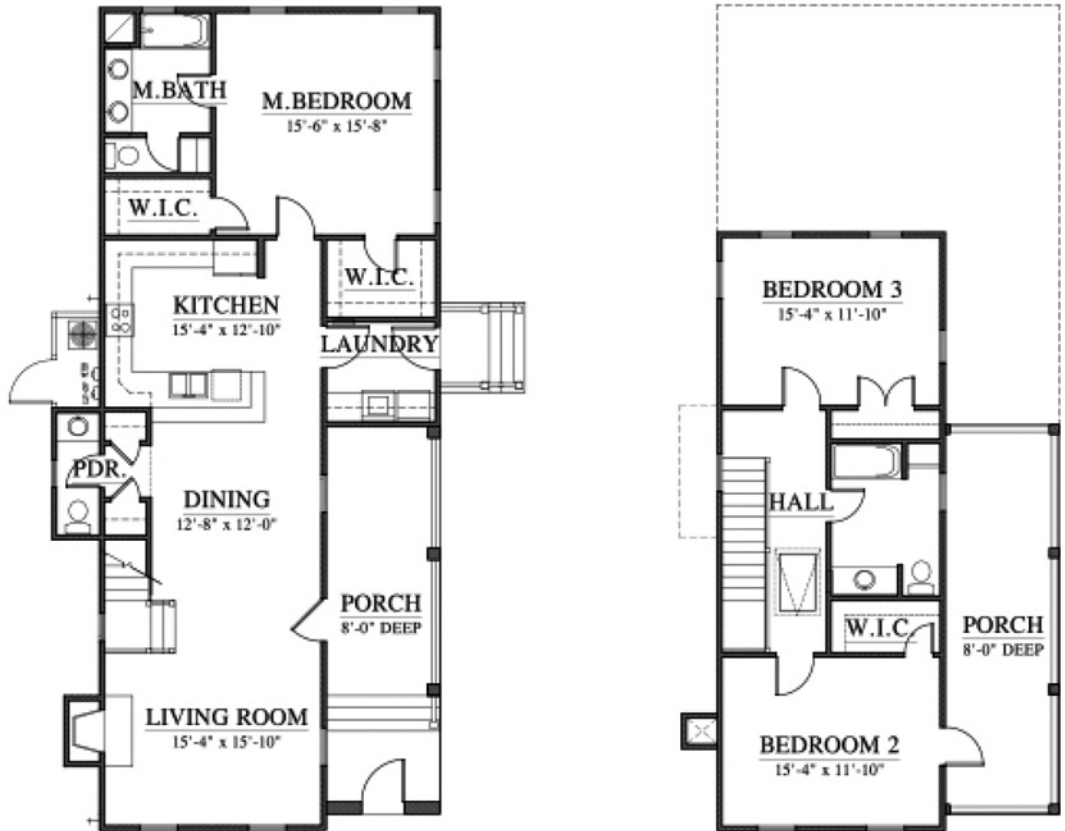 M.BATH
M.BEDROOM
15'-6" x 15'-8"
W.I.C.
W.I.C.
KITCHEN
15'-4" x 12'-10"
LAUNDRY
PDR.
DINING
12'-8" x 12'-0"
PORCH
8'-0" DEEP
LIVING ROOM
15'-4" x 15'-10"
BEDROOM 3
15'-4" x 11'-10"
HALL
W.I.C.
PORCH
8'-0" DEEP
BEDROOM 2
15'-4" x 11'-10"